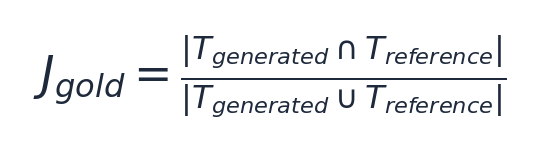 J_gold = |T_generated ∩ T_reference| / |T_generated ∪ T_reference|